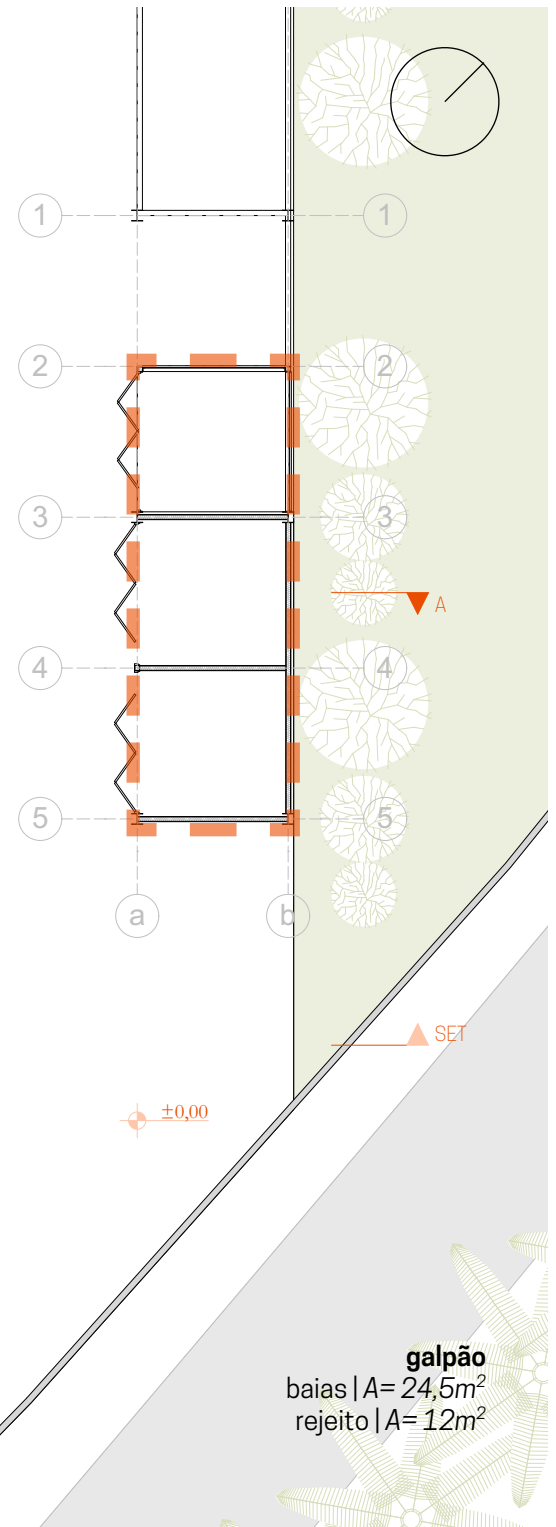 1 1
2 2
3 3
A
4 4
5 5
a b
SET
±0,00
galpão
baias | A= 24,5m²
rejeito | A= 12m²